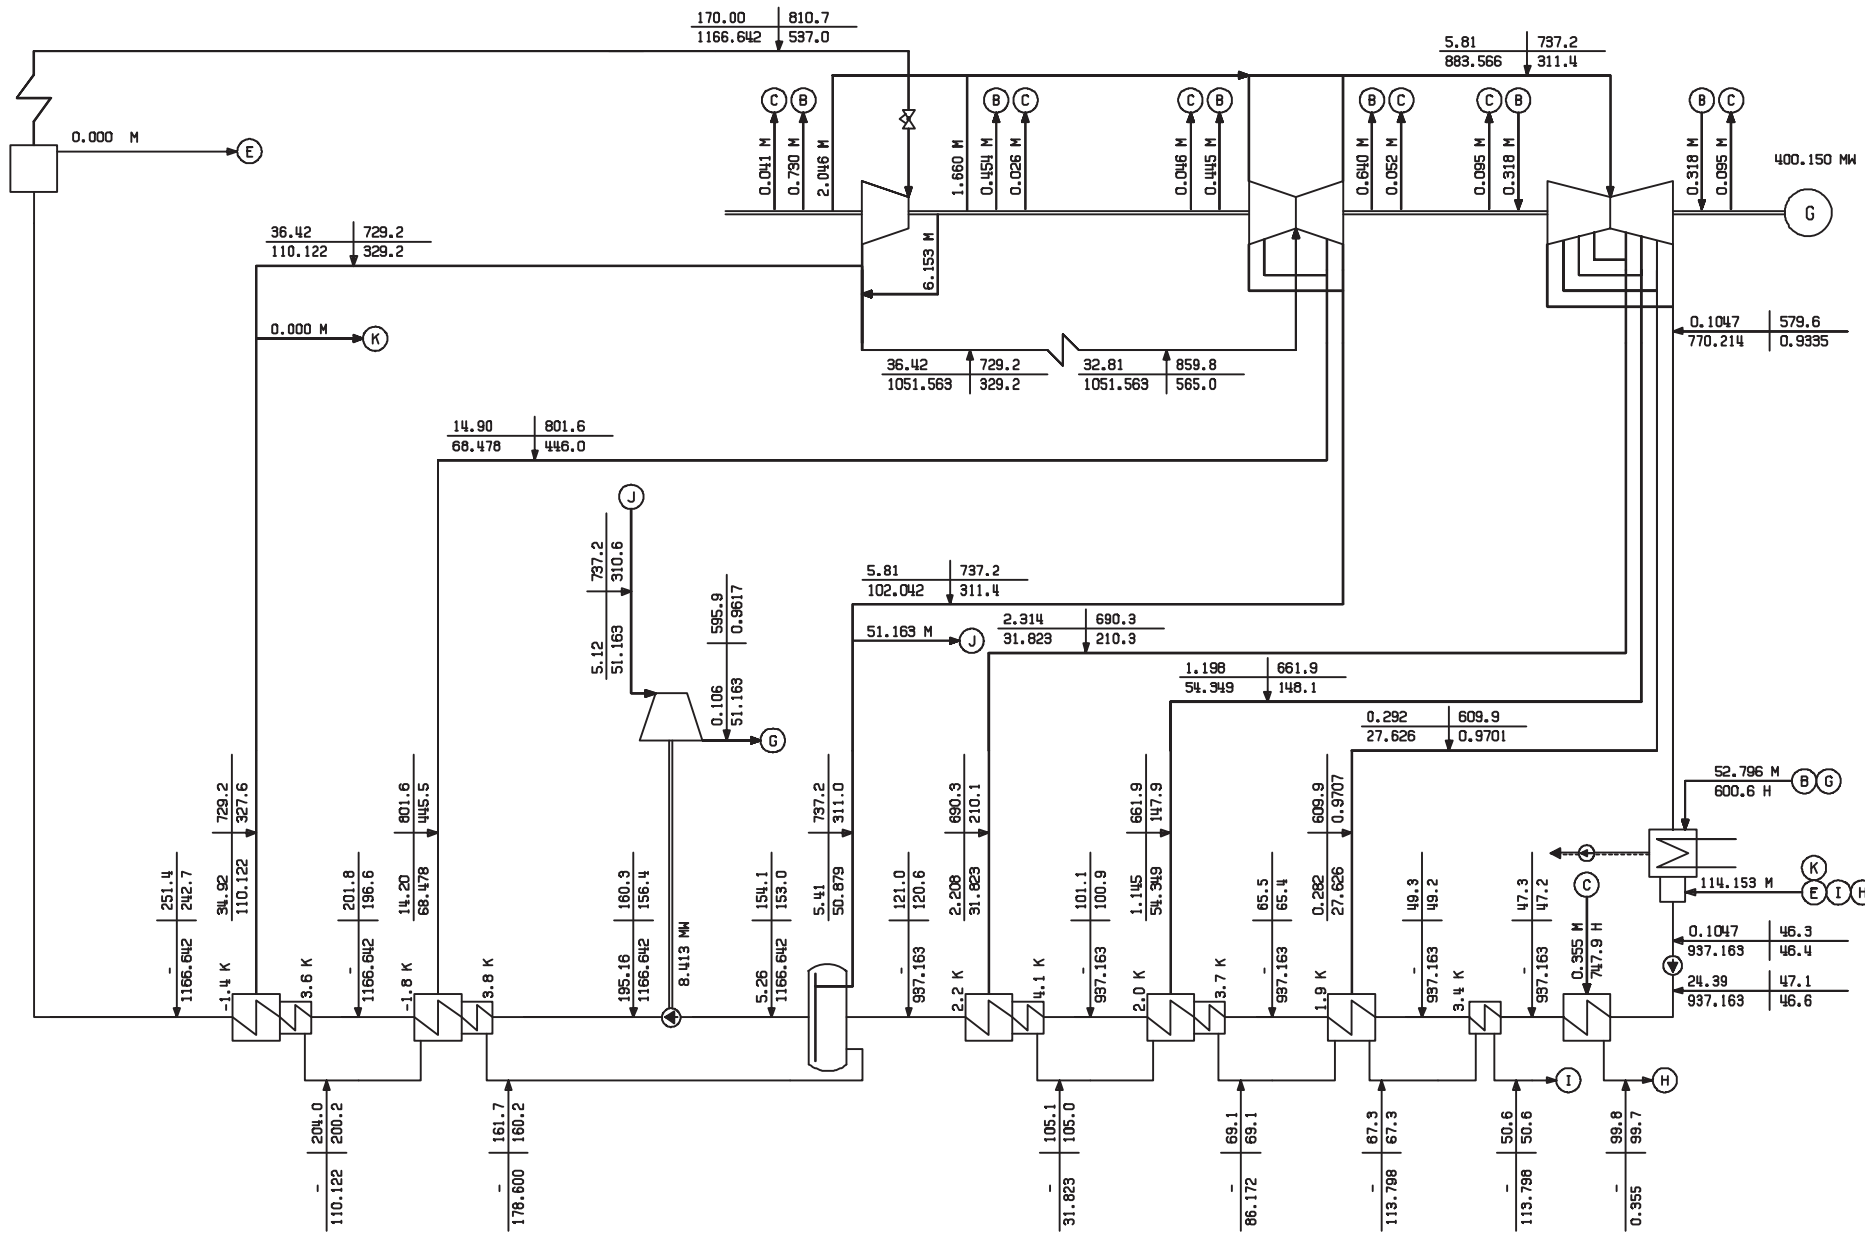 170.00 810.7
1166.642 537.0
5.81 737.2
883.566 311.4
C B B C C B B C C B B C
0.000 M
E
0.041 M
0.730 M
2.046 M
1.660 M
0.454 M
0.026 M
0.046 M
0.445 M
0.640 M
0.052 M
0.095 M
0.318 M
0.318 M
0.095 M
400.150 MW
G
36.42 729.2
110.122 329.2
6.153 M
0.000 M
K
0.1047 579.6
770.214 0.9335
36.42 729.2
1051.563 329.2
32.81 859.8
1051.563 565.0
14.90 801.6
68.478 446.0
J
5.12 737.2
51.163 310.6
5.81 737.2
102.042 311.4
0.106 595.9
51.163 0.9617
51.163 M
J
2.314 690.3
31.823 210.3
1.198 661.9
54.349 148.1
0.292 609.9
27.626 0.9701
G
52.796 M
600.6 H
B G
34.92 729.2
110.122 327.6
14.20 801.6
68.478 445.5
5.41 737.2
50.879 311.0
2.208 690.3
31.823 210.1
1.145 661.9
54.349 147.9
0.282 609.9
27.626 0.9707
K
114.153 M
E I H
- 251.4
1166.642 242.7
- 201.8
1166.642 196.6
195.16 160.3
1166.642 156.4
8.413 MW
5.26 154.1
1166.642 153.0
- 121.0
937.163 120.6
- 101.1
937.163 100.9
- 65.5
937.163 65.4
- 49.3
937.163 49.2
- 47.3
937.163 47.2
C
0.355 M
747.9 H
0.1047 46.3
937.163 46.4
24.39 47.1
937.163 46.6
-1.4 K
3.6 K
-1.8 K
3.8 K
2.2 K
4.1 K
2.0 K
3.7 K
1.9 K
3.4 K
I
H
- 204.0
110.122 200.2
- 161.7
178.600 160.2
- 105.1
31.823 105.0
- 69.1
86.172 69.1
- 67.3
113.798 67.3
- 50.6
113.798 50.6
- 99.8
0.355 99.7